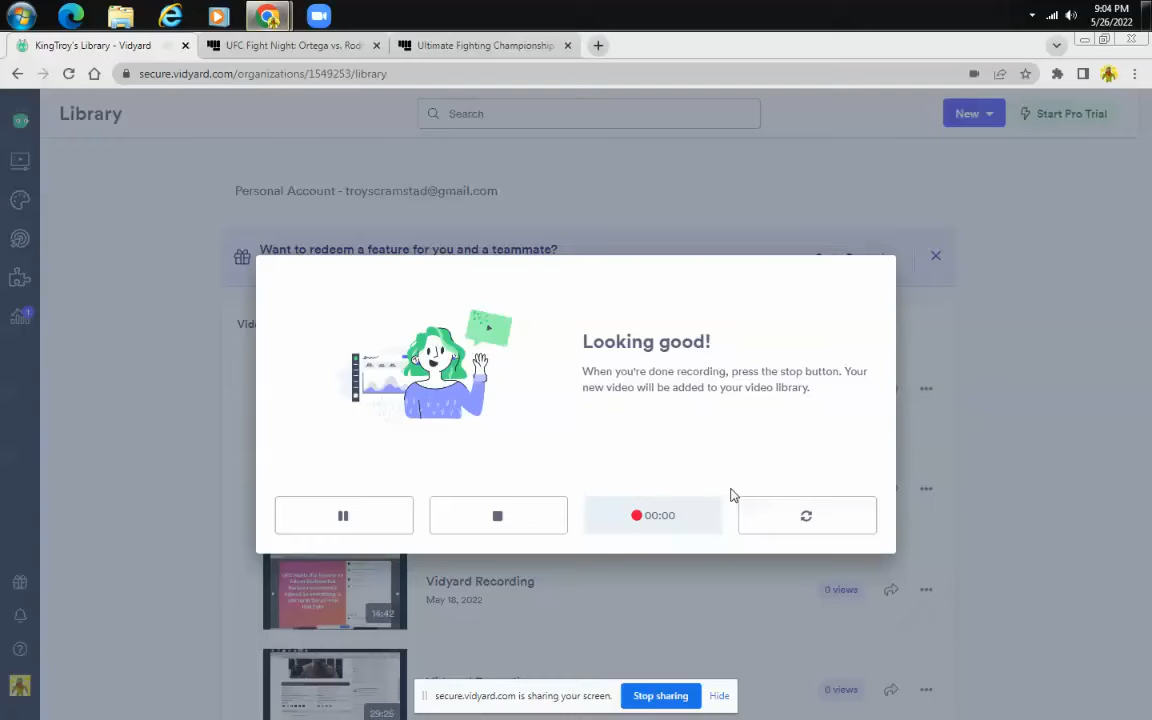 9:04 PM
5/26/2022
KingTroy's Library - Vidyard
UFC Fight Night: Ortega vs. Rod
Ultimate Fighting Championship
secure.vidyard.com/organizations/1549253/library
Library
Search
New
Start Pro Trial
Personal Account - troyscramstad@gmail.com
Want to redeem a feature for you and a teammate?
Vid
Looking good!
When you're done recording, press the stop button. Your
new video will be added to your video library.
00:00
1
Vidyard Recording
May 18, 2022
0 views
14:42
0 views
29:25
secure.vidyard.com is sharing your screen.
Stop sharing
Hide